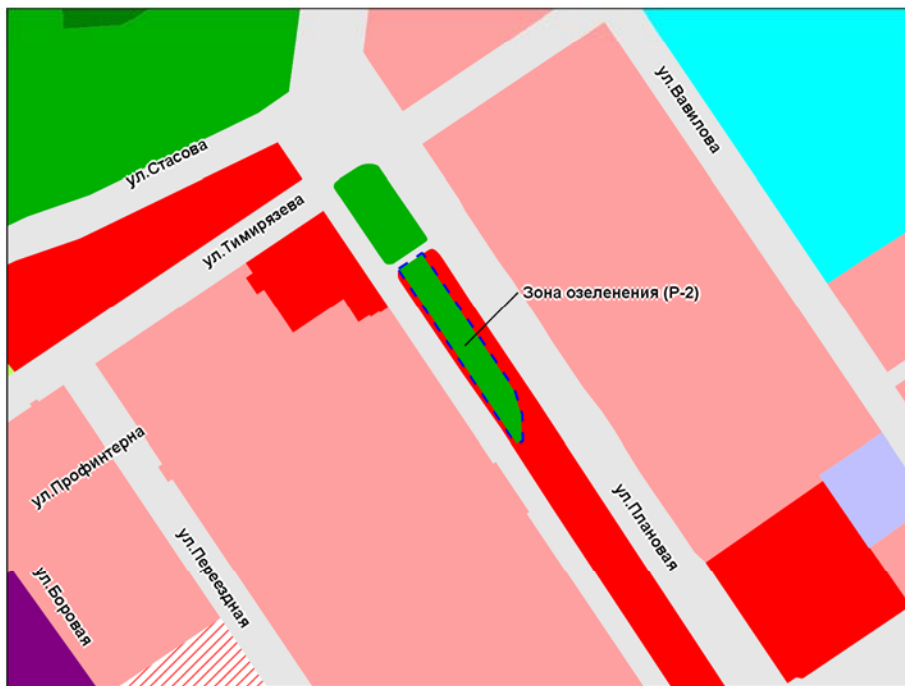 ул.Вавилова
ул.Стасова
ул.Тимирязева
Зона озеленения (Р-2)
ул.Профинтерна
ул.Плановая
ул.Переездная
ул.Боровая